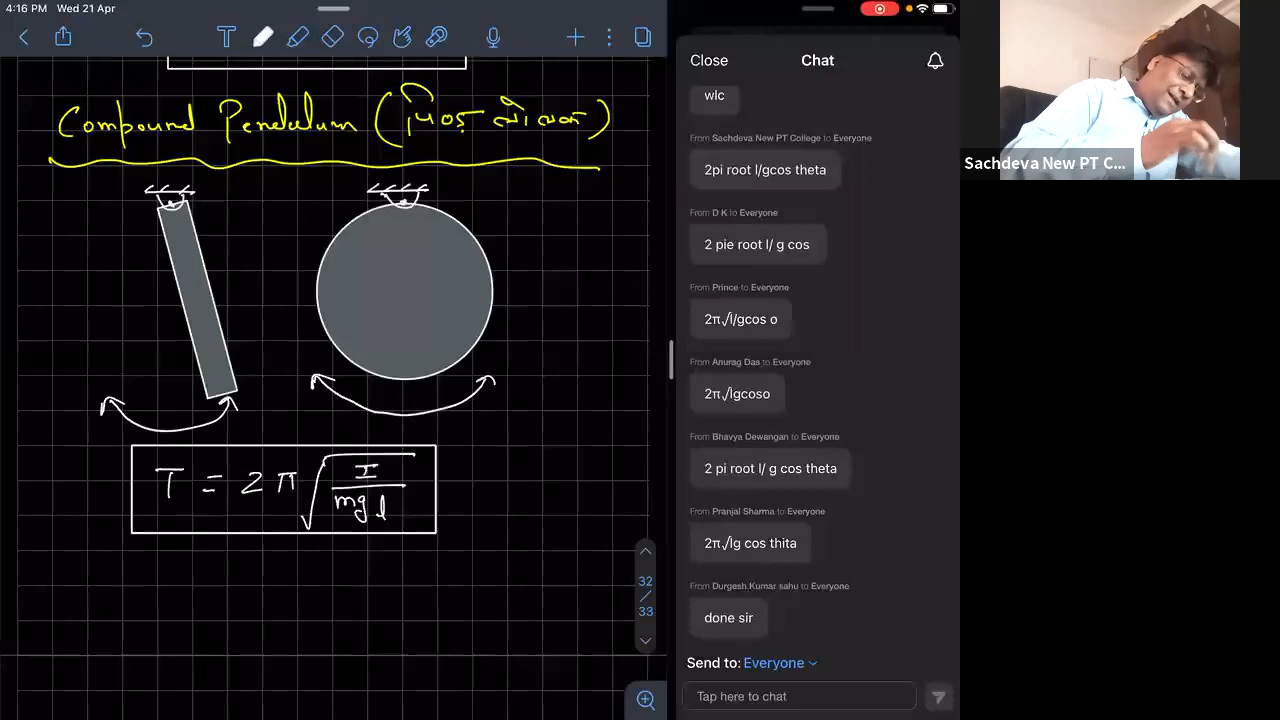 4:16 PM Wed 21 Apr
Compound Pendulum (पिण्ड लोलक)
T = 2π √(I / mgl)
32
/
33
Close
Chat
wlc
From Sachdeva New PT College to Everyone
2pi root l/gcos theta
From D K to Everyone
2 pie root l/ g cos
From Prince to Everyone
2π√l/gcos o
From Anurag Das to Everyone
2π√lgcoso
From Bhavya Dewangan to Everyone
2 pi root l/ g cos theta
From Pranjal Sharma to Everyone
2π√lg cos thita
From Durgesh Kumar sahu to Everyone
done sir
Send to: Everyone
Tap here to chat
Sachdeva New PT C...